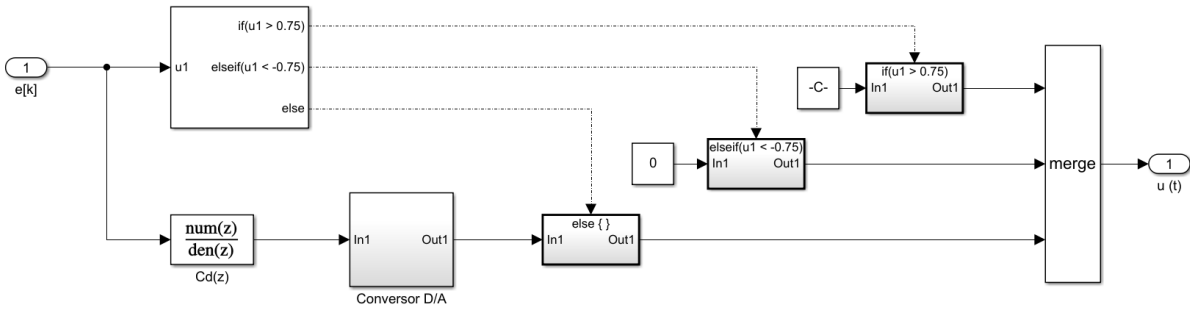 1
e[k]
u1
if(u1 > 0.75)
elseif(u1 < -0.75)
else
-C-
if(u1 > 0.75)
In1
Out1
0
elseif(u1 < -0.75)
In1
Out1
num(z)
den(z)
Cd(z)
In1
Out1
Conversor D/A
else { }
In1
Out1
merge
1
u (t)